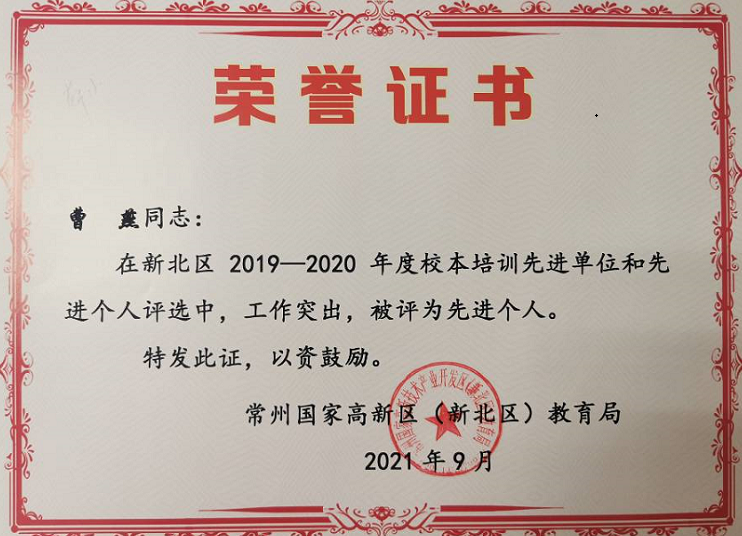 荣誉证书
曹 燕同志：
在新北区 2019—2020 年度校本培训先进单位和先
进个人评选中，工作突出，被评为先进个人。
特发此证，以资鼓励。
常州国家高新区（新北区）教育局
2021 年 9 月